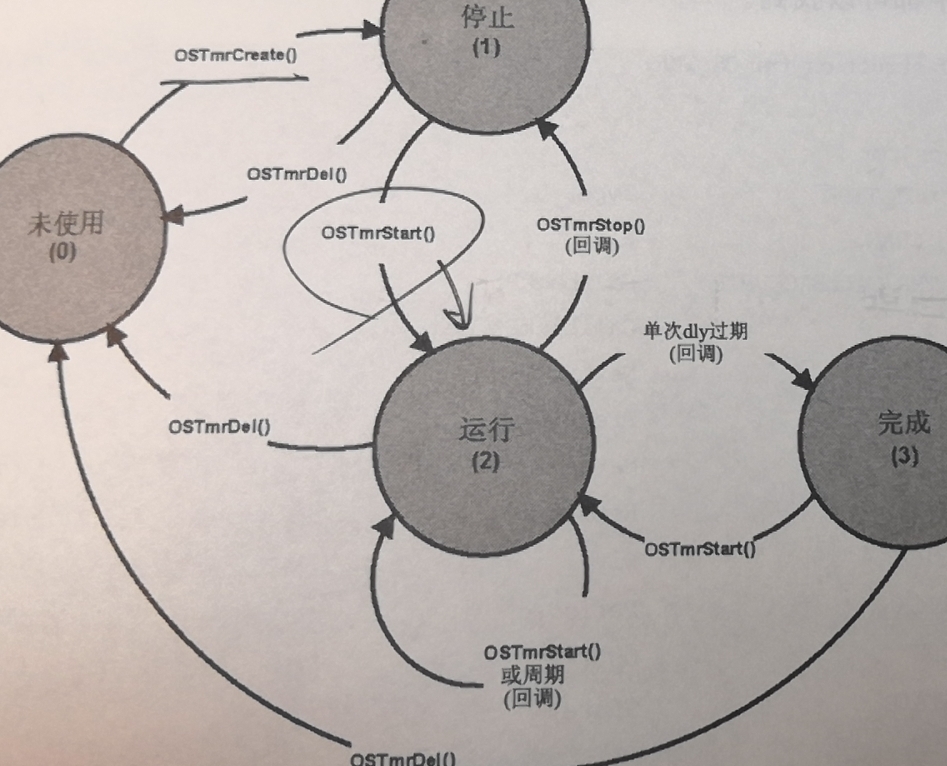 停止
(1)
OSTmrCreate()
OSTmrDel()
未使用
(0)
OSTmrStart()
OSTmrStop()
(回调)
单次dly过期
(回调)
OSTmrDel()
运行
(2)
完成
(3)
OSTmrStart()
OSTmrStart()
或周期
(回调)
OSTmrDel()